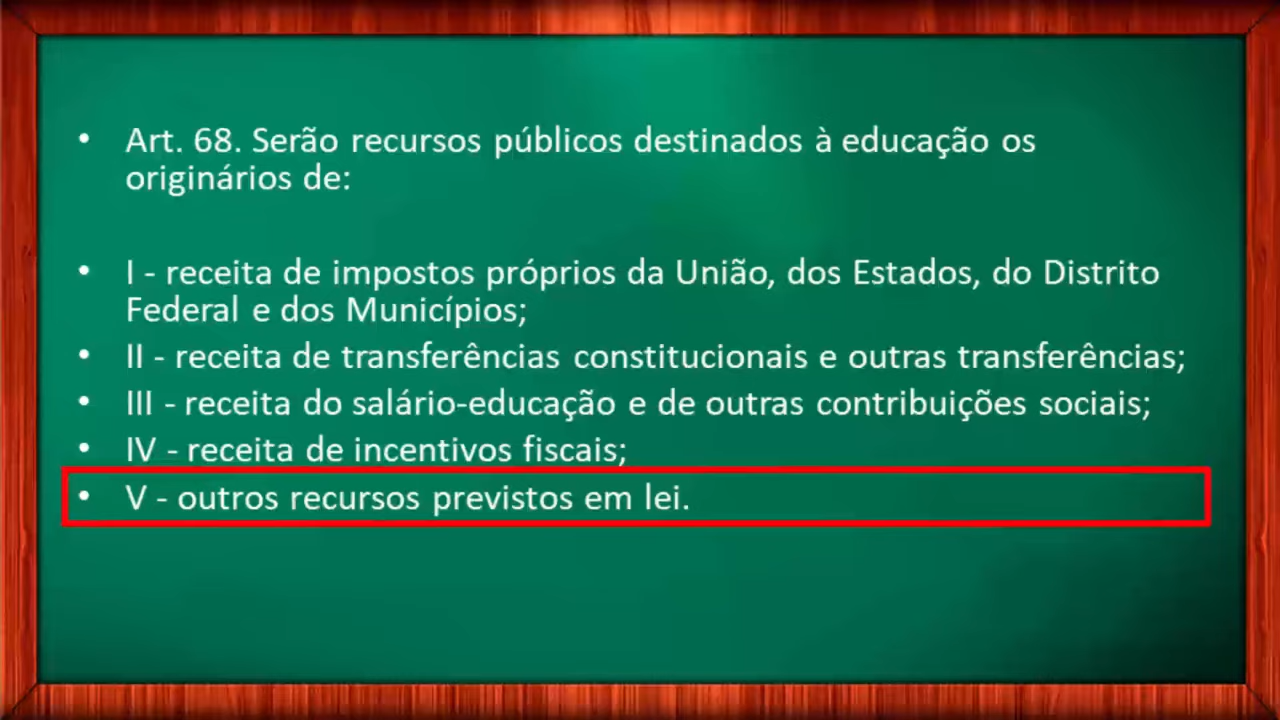 • Art. 68. Serão recursos públicos destinados à educação os
originários de:
• I - receita de impostos próprios da União, dos Estados, do Distrito
Federal e dos Municípios;
• II - receita de transferências constitucionais e outras transferências;
• III - receita do salário-educação e de outras contribuições sociais;
• IV - receita de incentivos fiscais;
• V - outros recursos previstos em lei.